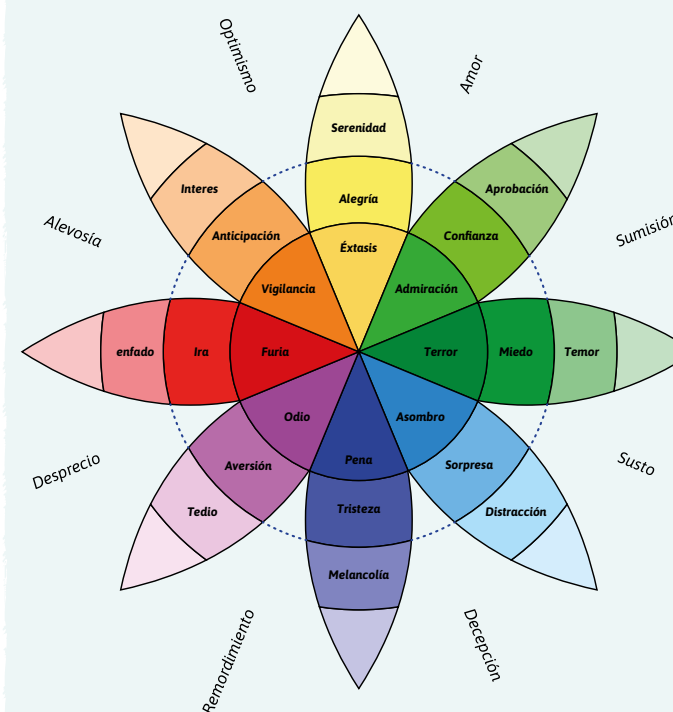 Optimismo
Amor
Serenidad
Interes
Aprobación
Alegría
Alevosía
Anticipación
Confianza
Sumisión
Éxtasis
Vigilancia
Admiración
enfado
Ira
Furia
Terror
Miedo
Temor
Odio
Asombro
Desprecio
Aversión
Pena
Sorpresa
Susto
Tedio
Tristeza
Distracción
Melancolía
Remordimiento
Decepción